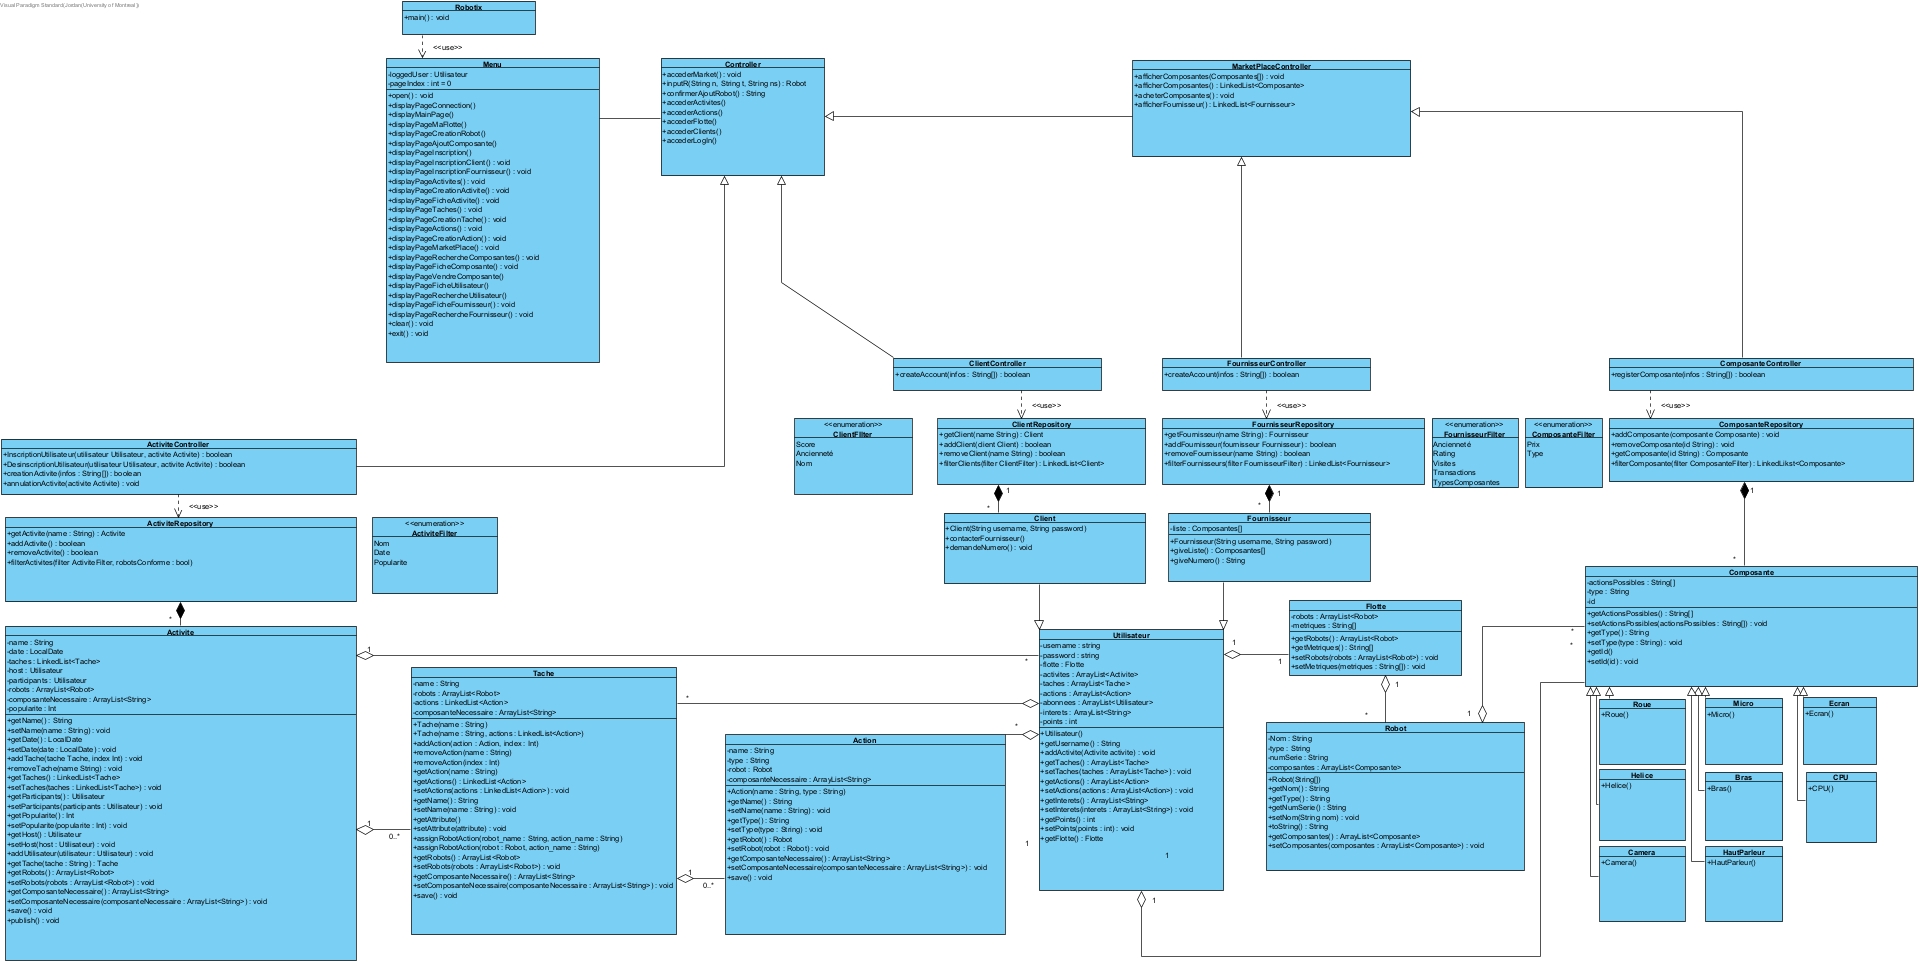 Visual Paradigm Standard(Jordan(University of Montreal))
Robotix
+main() : void
<<use>>
Menu
-loggedUser : Utilisateur
-pageIndex : int = 0
+open() : void
+displayPageConnection()
+displayMainPage()
+displayPageMaFlotte()
+displayPageCreationRobot()
+displayPageAjoutComposante()
+displayPageInscription()
+displayPageInscriptionClient() : void
+displayPageInscriptionFournisseur() : void
+displayPageActivites() : void
+displayPageCreationActivite() : void
+displayPageFicheActivite() : void
+displayPageTaches() : void
+displayPageCreationTache() : void
+displayPageActions() : void
+displayPageCreationAction() : void
+displayPageMarketPlace() : void
+displayPageRechercheComposantes() : void
+displayPageFicheComposante() : void
+displayPageVendreComposante()
+displayPageFicheUtilisateur()
+displayPageRechercheUtilisateur()
+displayPageFicheFournisseur() : void
+displayPageRechercheFournisseur() : void
+clear() : void
+exit() : void
Controller
+accederMarket() : void
+inputR(String n, String t, String ns) : Robot
+confirmerAjoutRobot() : String
+accederActivites()
+accederActions()
+accederFlotte()
+accederClients()
+accederLogIn()
MarketPlaceController
+afficherComposantes(Composantes[]) : void
+afficherComposantes() : LinkedList<Composante>
+acheterComposantes() : void
+afficherFournisseur() : LinkedList<Fournisseur>
ClientController
+createAccount(infos : String[]) : boolean
<<use>>
FournisseurController
+createAccount(infos : String[]) : boolean
<<use>>
ComposanteController
+registerComposante(infos : String[]) : boolean
<<use>>
ActiviteController
+InscriptionUtilisateur(utilisateur Utilisateur, activite Activite) : boolean
+DesinscriptionUtilisateur(utilisateur Utilisateur, activite Activite) : boolean
+creationActivite(infos : String[]) : boolean
+annulationActivite(activite Activite) : void
<<use>>
<<enumeration>>
ClientFilter
Score
Ancienneté
Nom
ClientRepository
+getClient(name String) : Client
+addClient(client Client) : boolean
+removeClient(name String) : boolean
+filterClients(filter ClientFilter) : LinkedList<Client>
1
*
FournisseurRepository
+getFournisseur(name String) : Fournisseur
+addFournisseur(fournisseur Fournisseur) : boolean
+removeFournisseur(name String) : boolean
+filterFournisseurs(filter FournisseurFilter) : LinkedList<Fournisseur>
1
*
<<enumeration>>
FournisseurFilter
Ancienneté
Rating
Visites
Transactions
TypesComposantes
<<enumeration>>
ComposanteFilter
Prix
Type
ComposanteRepository
+addComposante(composante Composante) : void
+removeComposante(id String) : void
+getComposante(id String) : Composante
+filterComposante(filter ComposanteFilter) : LinkedLikst<Composante>
1
*
ActiviteRepository
+getActivite(name : String) : Activite
+addActivite() : boolean
+removeActivite() : boolean
+filterActivites(filter ActiviteFilter, robotsConforme : bool)
*
<<enumeration>>
ActiviteFilter
Nom
Date
Popularite
Client
+Client(String username, String password)
+contacterFournisseur()
+demandeNumero() : void
Fournisseur
-liste : Composantes[]
+Fournisseur(String username, String password)
+giveListe() : Composantes[]
+giveNumero() : String
Composante
-actionsPossibles : String[]
-type : String
-id
+getActionsPossibles() : String[]
+setActionsPossibles(actionsPossibles : String[]) : void
+getType() : String
+setType(type : String) : void
+getId()
+setId(id) : void
*
*
Flotte
-robots : ArrayList<Robot>
-metriques : String[]
+getRobots() : ArrayList<Robot>
+getMetriques() : String[]
+setRobots(robots : ArrayList<Robot>) : void
+setMetriques(metriques : String[]) : void
1
1
1
*
Activite
-name : String
-date : LocalDate
-taches : LinkedList<Tache>
-host : Utilisateur
-participants : Utilisateur
-robots : ArrayList<Robot>
-composanteNecessaire : ArrayList<String>
-popularite : Int
+getName() : String
+setName(name : String) : void
+getDate() : LocalDate
+setDate(date : LocalDate) : void
+addTache(tache Tache, index Int) : void
+removeTache(name String) : void
+getTaches() : LinkedList<Tache>
+setTaches(taches : LinkedList<Tache>) : void
+getParticipants() : Utilisateur
+setParticipants(participants : Utilisateur) : void
+getPopularite() : Int
+setPopularite(popularite : Int) : void
+getHost() : Utilisateur
+setHost(host : Utilisateur) : void
+addUtilisateur(utilisateur : Utilisateur) : void
+getTache(tache : String) : Tache
+getRobots() : ArrayList<Robot>
+setRobots(robots : ArrayList<Robot>) : void
+getComposanteNecessaire() : ArrayList<String>
+setComposanteNecessaire(composanteNecessaire : ArrayList<String>) : void
+save() : void
+publish() : void
1
*
1
0..*
Tache
-name : String
-robots : ArrayList<Robot>
-actions : LinkedList<Action>
-composanteNecessaire : ArrayList<String>
+Tache(name : String)
+Tache(name : String, actions : LinkedList<Action>)
+addAction(action : Action, index : Int)
+removeAction(name : String)
+removeAction(index : Int)
+getAction(name : String)
+getActions() : LinkedList<Action>
+setActions(actions : LinkedList<Action>) : void
+getName() : String
+setName(name : String) : void
+getAttribute()
+setAttribute(attribute) : void
+assignRobotAction(robot_name : String, action_name : String)
+assignRobotAction(robot : Robot, action_name : String)
+getRobots() : ArrayList<Robot>
+setRobots(robots : ArrayList<Robot>) : void
+getComposanteNecessaire() : ArrayList<String>
+setComposanteNecessaire(composanteNecessaire : ArrayList<String>) : void
+save() : void
*
1
0..*
Action
-name : String
-type : String
-robot : Robot
-composanteNecessaire : ArrayList<String>
+Action(name : String, type : String)
+getName() : String
+setName(name : String) : void
+getType() : String
+setType(type : String) : void
+getRobot() : Robot
+setRobot(robot : Robot) : void
+getComposanteNecessaire() : ArrayList<String>
+setComposanteNecessaire(composanteNecessaire : ArrayList<String>) : void
+save() : void
*
1
Utilisateur
-username : string
-password : string
-flotte : Flotte
-activites : ArrayList<Activite>
-taches : ArrayList<Tache>
-actions : ArrayList<Action>
-abonnees : ArrayList<Utilisateur>
-interets : ArrayList<String>
-points : int
+Utilisateur()
+getUsername() : String
+addActivite(Activite activite) : void
+getTaches() : ArrayList<Tache>
+setTaches(taches : ArrayList<Tache>) : void
+getActions() : ArrayList<Action>
+setActions(actions : ArrayList<Action>) : void
+getInterets() : ArrayList<String>
+setInterets(interets : ArrayList<String>) : void
+getPoints() : int
+setPoints(points : int) : void
+getFlotte() : Flotte
1
1
Robot
-Nom : String
-type : String
-numSerie : String
-composantes : ArrayList<Composante>
+Robot(String[])
+getNom() : String
+getType() : String
+getNumSerie() : String
+setNom(String nom) : void
+toString() : String
+getComposantes() : ArrayList<Composante>
+setComposantes(composantes : ArrayList<Composante>) : void
1
Roue
+Roue()
Micro
+Micro()
Ecran
+Ecran()
Helice
+Helice()
Bras
+Bras()
CPU
+CPU()
Camera
+Camera()
HautParleur
+HautParleur()